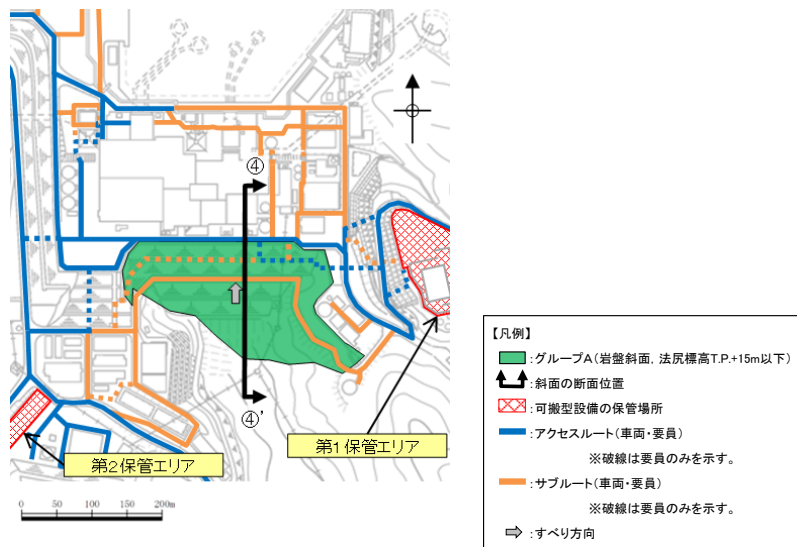 ④
④'
第1保管エリア
第2保管エリア
0 50 100 150 200m
【凡例】
:グループA(岩盤斜面, 法尻標高T.P.+15m以下)
:斜面の断面位置
:可搬型設備の保管場所
:アクセスルート(車両・要員)
※破線は要員のみを示す。
:サブルート(車両・要員)
※破線は要員のみを示す。
:すべり方向